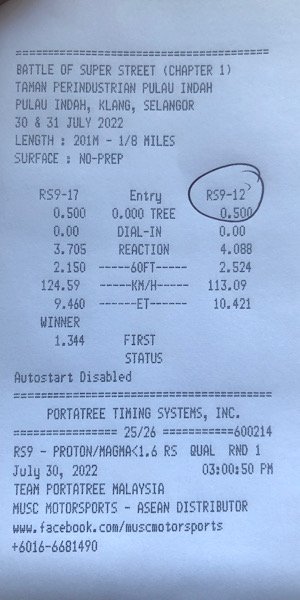 ========================================
BATTLE OF SUPER STREET (CHAPTER 1)
TAMAN PERINDUSTRIAN PULAU INDAH
PULAU INDAH, KLANG, SELANGOR
30 & 31 JULY 2022
LENGTH : 201M - 1/8 MILES
SURFACE : NO-PREP
RS9-17 Entry RS9-12
0.500 0.000 TREE 0.500
0.00 DIAL-IN 0.00
3.705 REACTION 4.088
2.150 -----60FT----- 2.524
124.59 -----KM/H----- 113.09
9.460 ------ET------ 10.421
WINNER
1.344 FIRST
STATUS
Autostart Disabled
========================================
PORTATREE TIMING SYSTEMS, INC.
================ 25/26 ===========600214
RS9 - PROTON/MAGMA<1.6 RS QUAL RND 1
July 30, 2022 03:00:50 PM
TEAM PORTATREE MALAYSIA
MUSC MOTORSPORTS - ASEAN DISTRIBUTOR
www.facebook.com/muscmotorsports
+6016-6681490